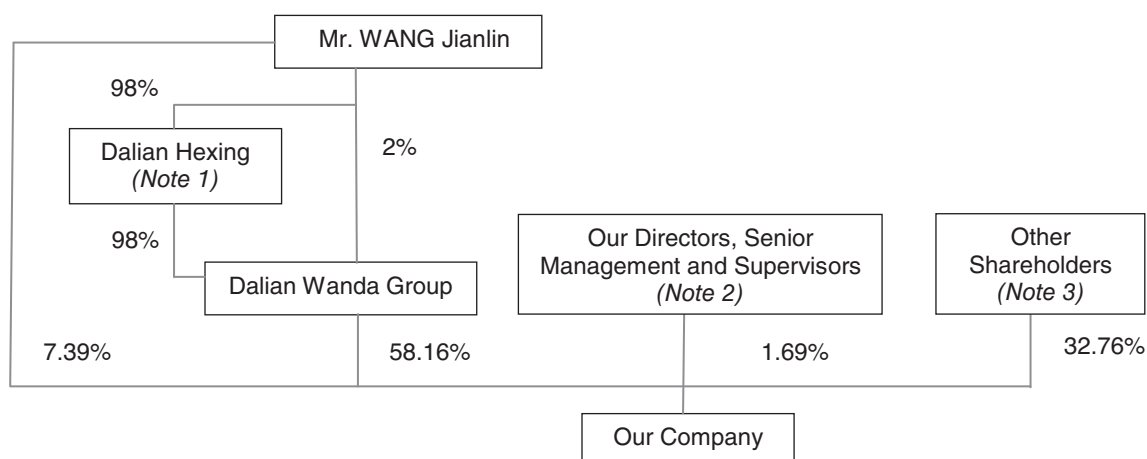 Mr. WANG Jianlin
98%
2%
Dalian Hexing
(Note 1)
98%
Dalian Wanda Group
Our Directors, Senior
Management and Supervisors
(Note 2)
Other
Shareholders
(Note 3)
7.39%
58.16%
1.69%
32.76%
Our Company